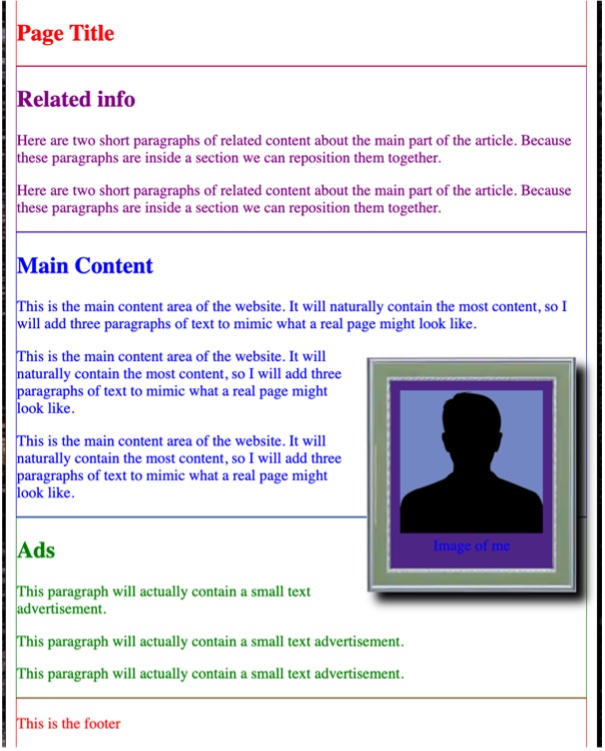 Page Title
Related info
Here are two short paragraphs of related content about the main part of the article. Because
these paragraphs are inside a section we can reposition them together.
Here are two short paragraphs of related content about the main part of the article. Because
these paragraphs are inside a section we can reposition them together.
Main Content
This is the main content area of the website. It will naturally contain the most content, so I
will add three paragraphs of text to mimic what a real page might look like.
This is the main content area of the website. It will
naturally contain the most content, so I will add three
paragraphs of text to mimic what a real page might
look like.
This is the main content area of the website. It will
naturally contain the most content, so I will add three
paragraphs of text to mimic what a real page might
look like.
Image of me
Ads
This paragraph will actually contain a small text
advertisement.
This paragraph will actually contain a small text advertisement.
This paragraph will actually contain a small text advertisement.
This is the footer